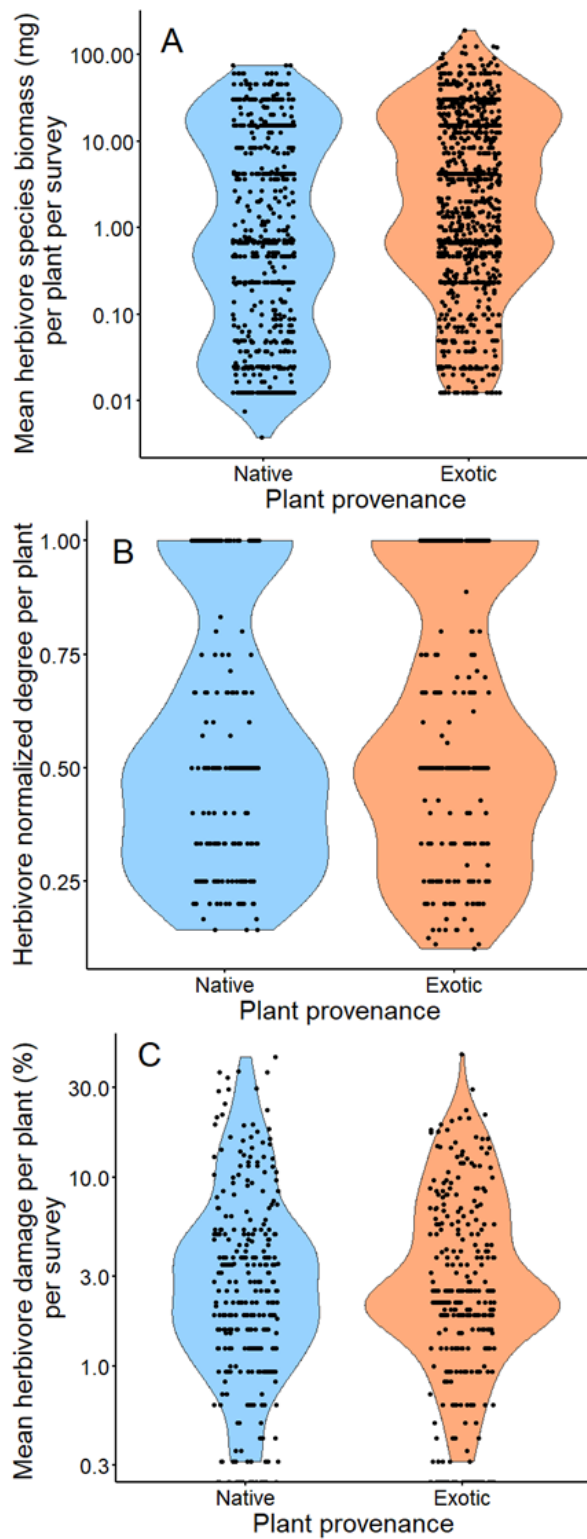 A
Mean herbivore species biomass (mg)
per plant per survey
100.00
10.00
1.00
0.10
0.01
Native
Exotic
Plant provenance
B
Herbivore normalized degree per plant
1.00
0.75
0.50
0.25
Native
Exotic
Plant provenance
C
Mean herbivore damage per plant (%)
per survey
30.0
10.0
3.0
1.0
0.3
Native
Exotic
Plant provenance